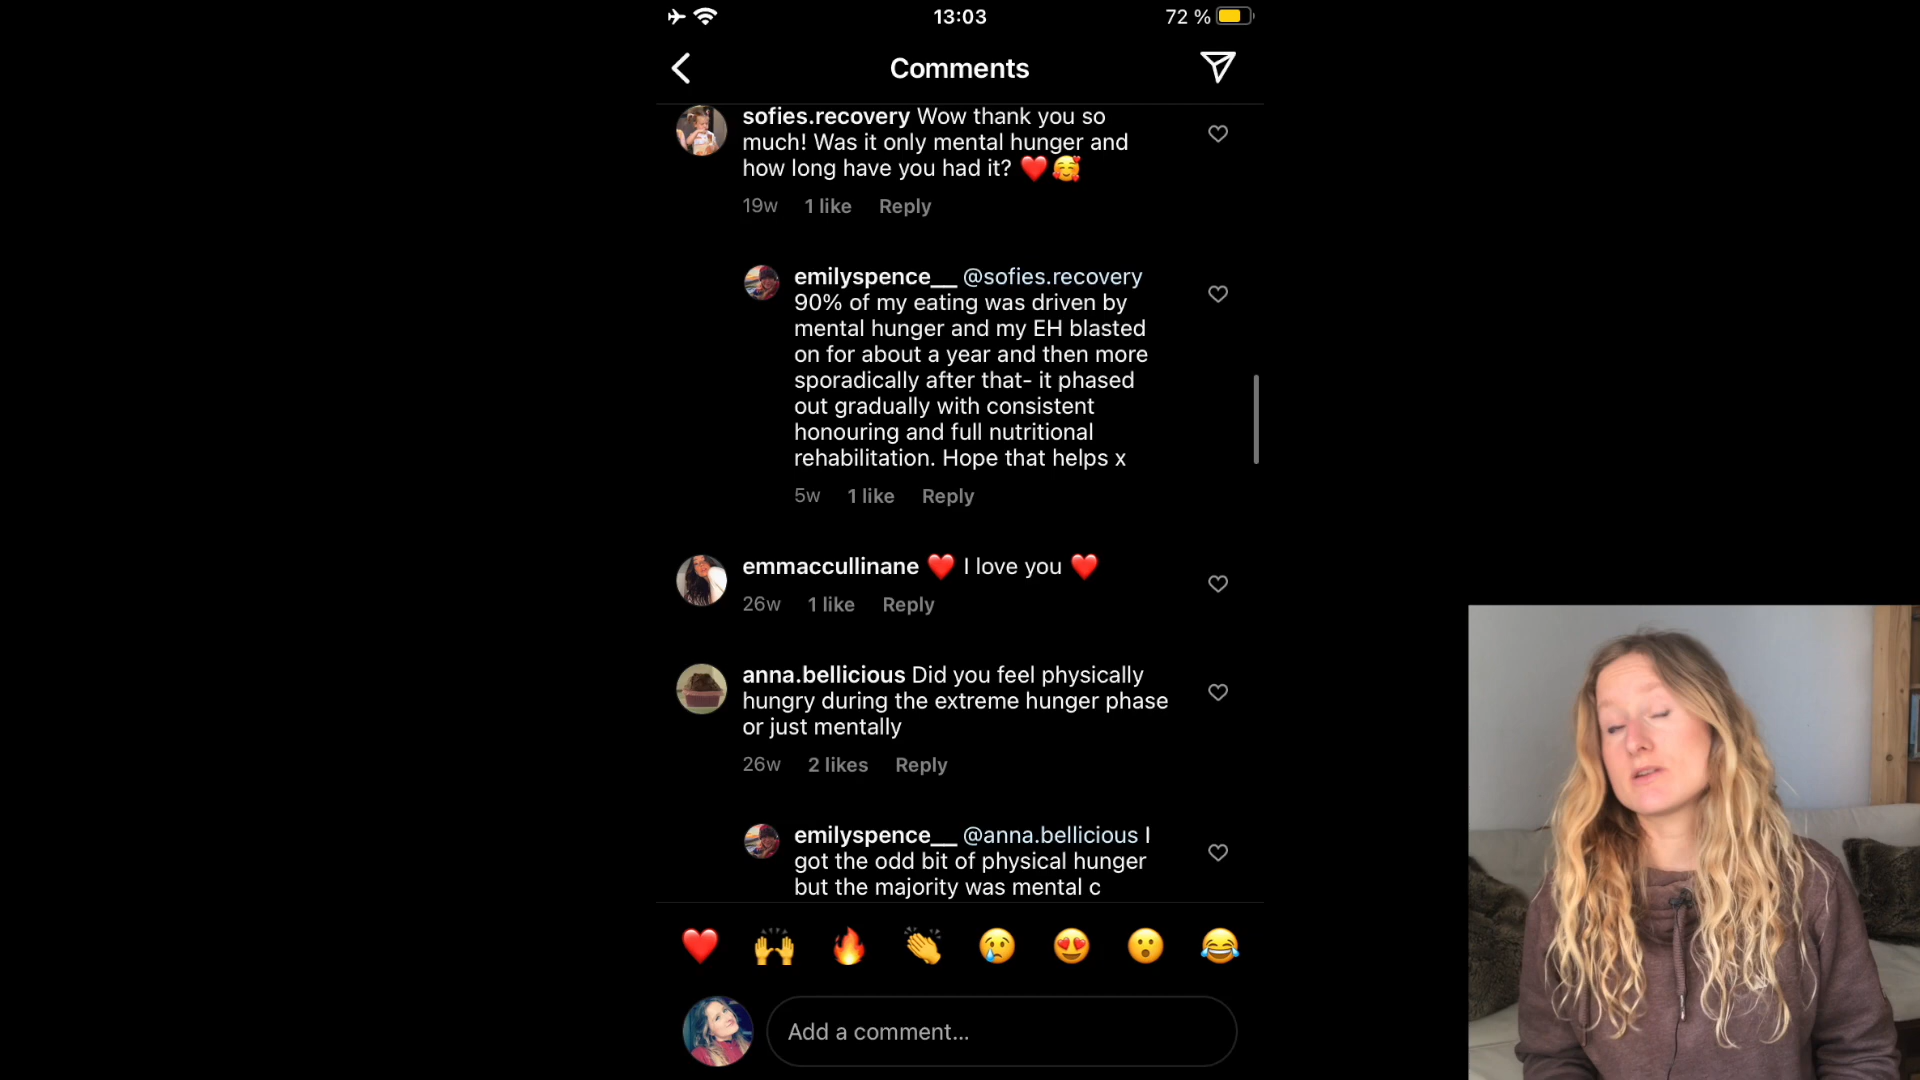 13:03
72 %
Comments
sofies.recovery Wow thank you so
much! Was it only mental hunger and
how long have you had it? ❤️🥰
19w 1 like Reply
emilyspence__ @sofies.recovery
90% of my eating was driven by
mental hunger and my EH blasted
on for about a year and then more
sporadically after that- it phased
out gradually with consistent
honouring and full nutritional
rehabilitation. Hope that helps x
5w 1 like Reply
emmaccullinane ❤️ I love you ❤️
26w 1 like Reply
anna.bellicious Did you feel physically
hungry during the extreme hunger phase
or just mentally
26w 2 likes Reply
emilyspence__ @anna.bellicious I
got the odd bit of physical hunger
but the majority was mental c
❤️🙌🔥👏😢😍😮😂
Add a comment...